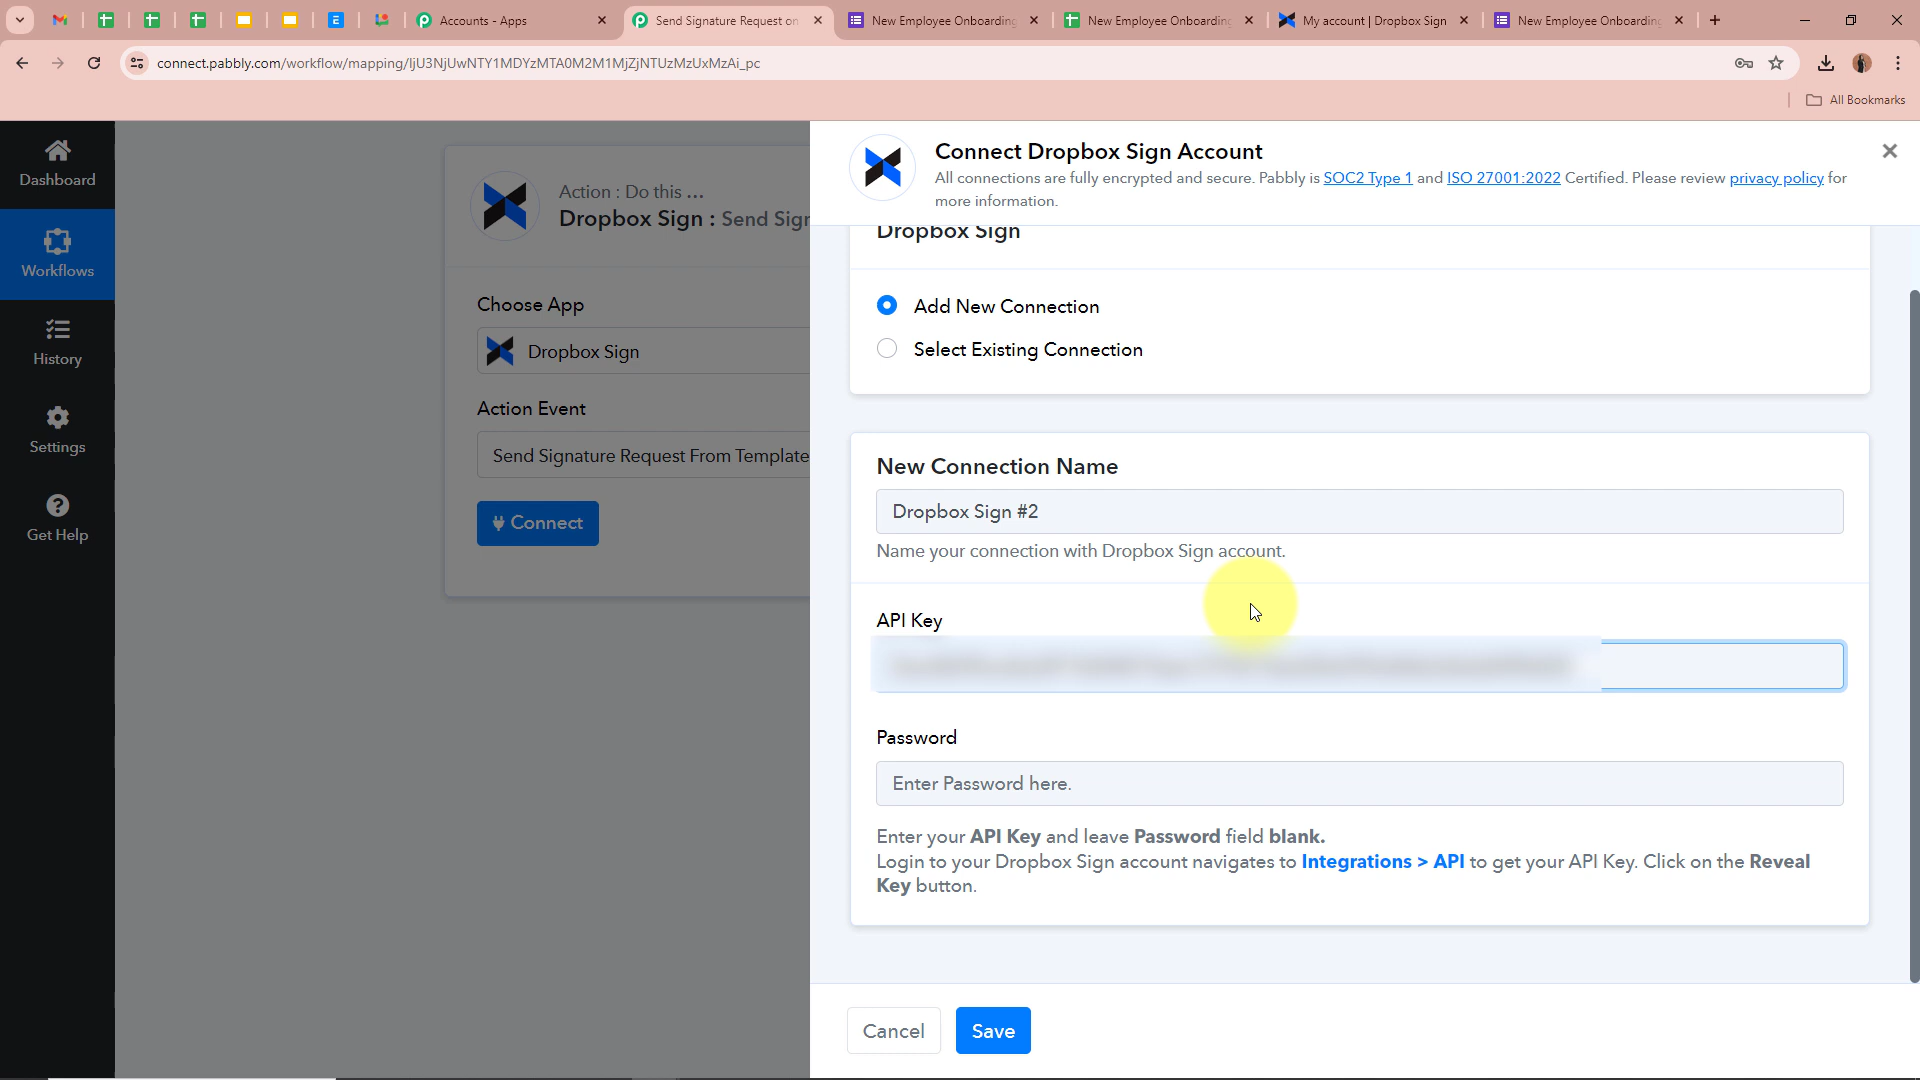 Accounts - Apps
Send Signature Request on
New Employee Onboarding
New Employee Onboarding
My account | Dropbox Sign
New Employee Onboarding
connect.pabbly.com/workflow/mapping/IjU3NjUwNTY1MDYzMTA0M2M1MjZjNTUzMzUxMzAi_pc
All Bookmarks
Dashboard
Workflows
History
Settings
Get Help
Action : Do this ...
Dropbox Sign : Send Sign
Choose App
Dropbox Sign
Action Event
Send Signature Request From Template
Connect
Connect Dropbox Sign Account
All connections are fully encrypted and secure. Pabbly is SOC2 Type 1 and ISO 27001:2022 Certified. Please review privacy policy for
more information.
Dropbox Sign
Add New Connection
Select Existing Connection
New Connection Name
Dropbox Sign #2
Name your connection with Dropbox Sign account.
API Key
Password
Enter Password here.
Enter your API Key and leave Password field blank.
Login to your Dropbox Sign account navigates to Integrations > API to get your API Key. Click on the Reveal
Key button.
Cancel
Save